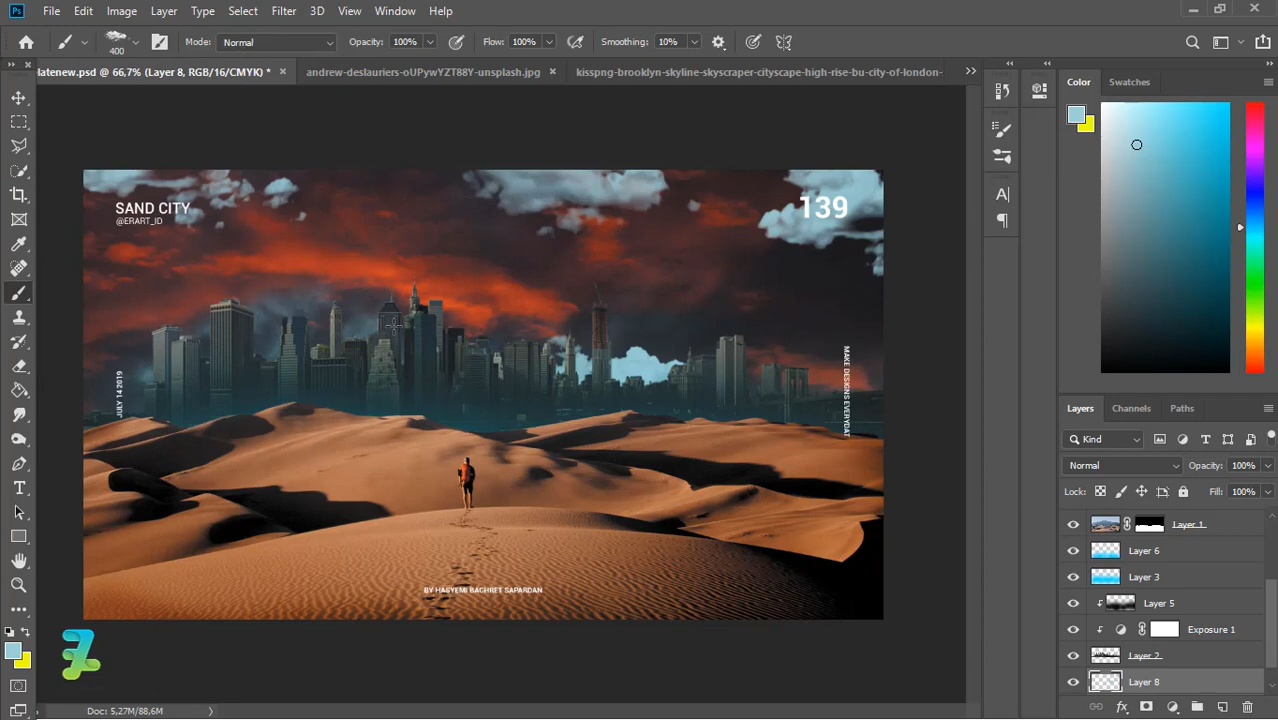 Ps File Edit Image Layer Type Select Filter 3D View Window Help
400 Mode: Normal Opacity: 100% Flow: 100% Smoothing: 10%
latenew.psd @ 66,7% (Layer 8, RGB/16/CMYK) * × andrew-deslauriers-oUPywYZT88Y-unsplash.jpg × kisspng-brooklyn-skyline-skyscraper-cityscape-high-rise-bu-city-of-london-
Color Swatches
SAND CITY
@ERART_ID
139
JULY 14 2019
MAKE DESIGNS EVERYDAY
BY HASYEMI BACHRET SAPARDAN
Layers Channels Paths
Kind
Normal Opacity: 100%
Lock: Fill: 100%
Layer 1
Layer 6
Layer 3
Layer 5
Exposure 1
Layer 2
Layer 8
Doc: 5,27M/88,6M